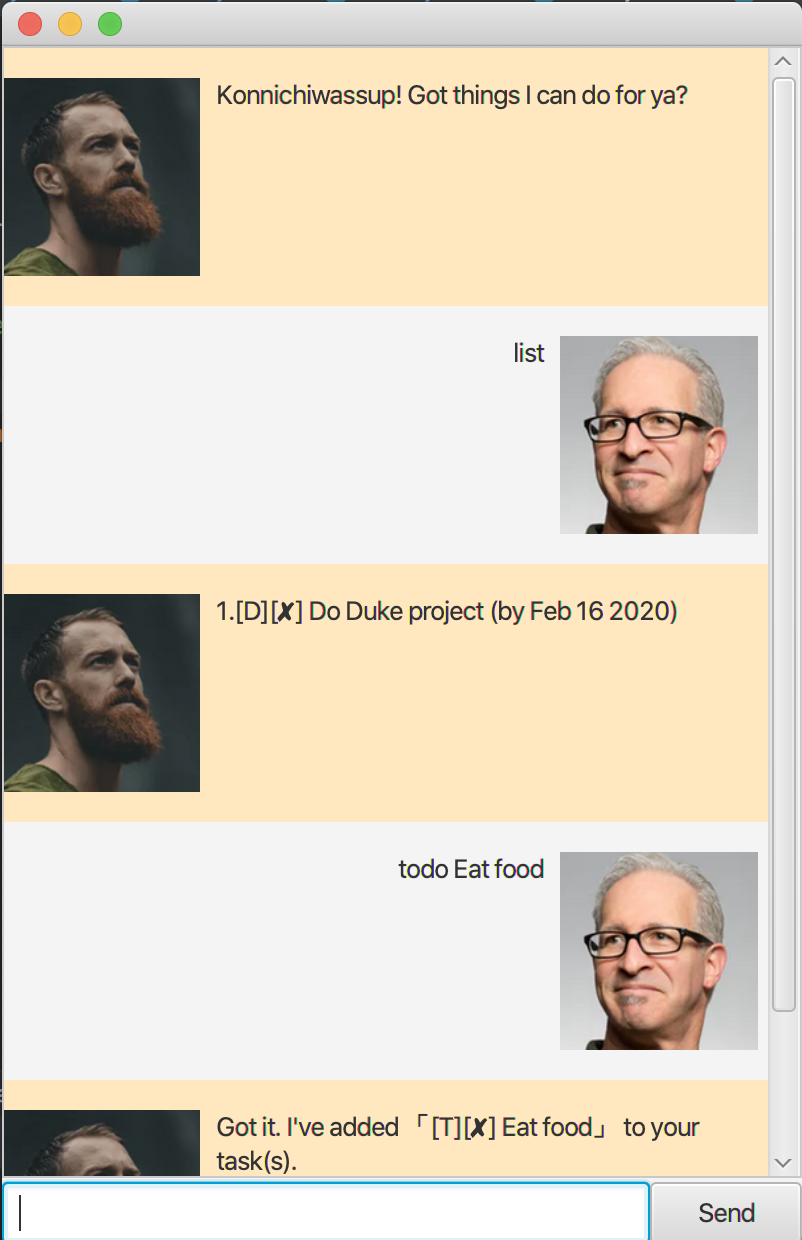 Konnichiwassup! Got things I can do for ya?
list
1.[D][✘] Do Duke project (by Feb 16 2020)
todo Eat food
Got it. I've added 「[T][✘] Eat food」 to your
task(s).
Send